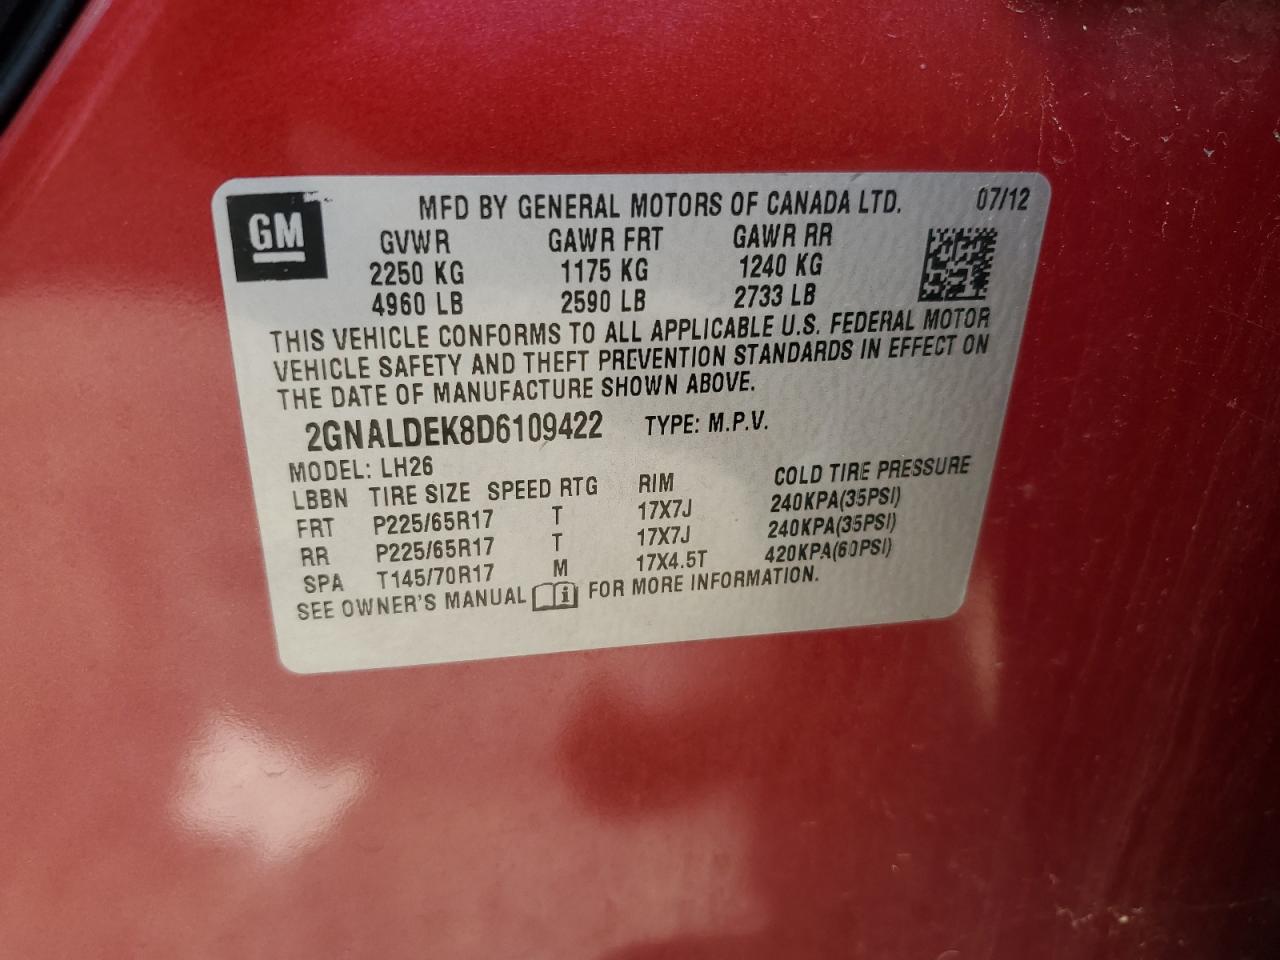 GM
MFD BY GENERAL MOTORS OF CANADA LTD. 07/12
GVWR GAWR FRT GAWR RR
2250 KG 1175 KG 1240 KG
4960 LB 2590 LB 2733 LB
THIS VEHICLE CONFORMS TO ALL APPLICABLE U.S. FEDERAL MOTOR
VEHICLE SAFETY AND THEFT PREVENTION STANDARDS IN EFFECT ON
THE DATE OF MANUFACTURE SHOWN ABOVE.
2GNALDEK8D6109422 TYPE: M.P.V.
MODEL: LH26
LBBN TIRE SIZE SPEED RTG RIM COLD TIRE PRESSURE
FRT P225/65R17 T 17X7J 240KPA(35PSI)
RR P225/65R17 T 17X7J 240KPA(35PSI)
SPA T145/70R17 M 17X4.5T 420KPA(60PSI)
SEE OWNER'S MANUAL i FOR MORE INFORMATION.